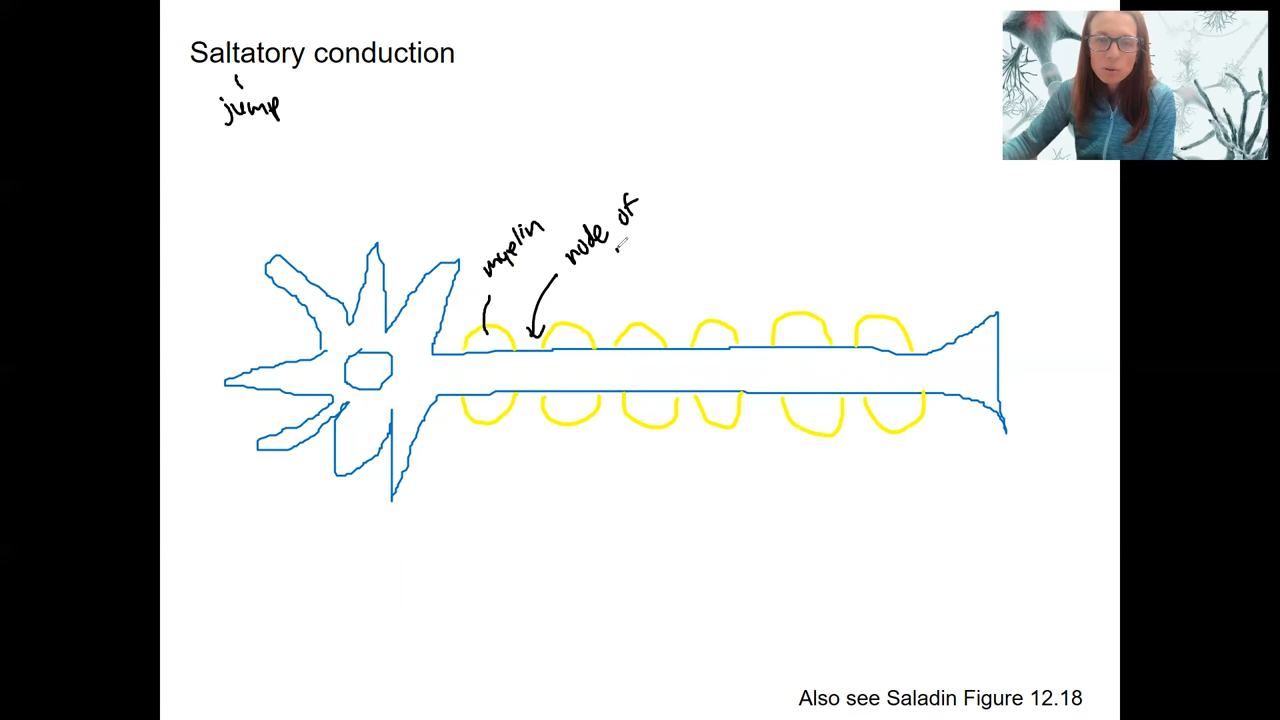 Saltatory conduction
jump
myelin
node of
Also see Saladin Figure 12.18